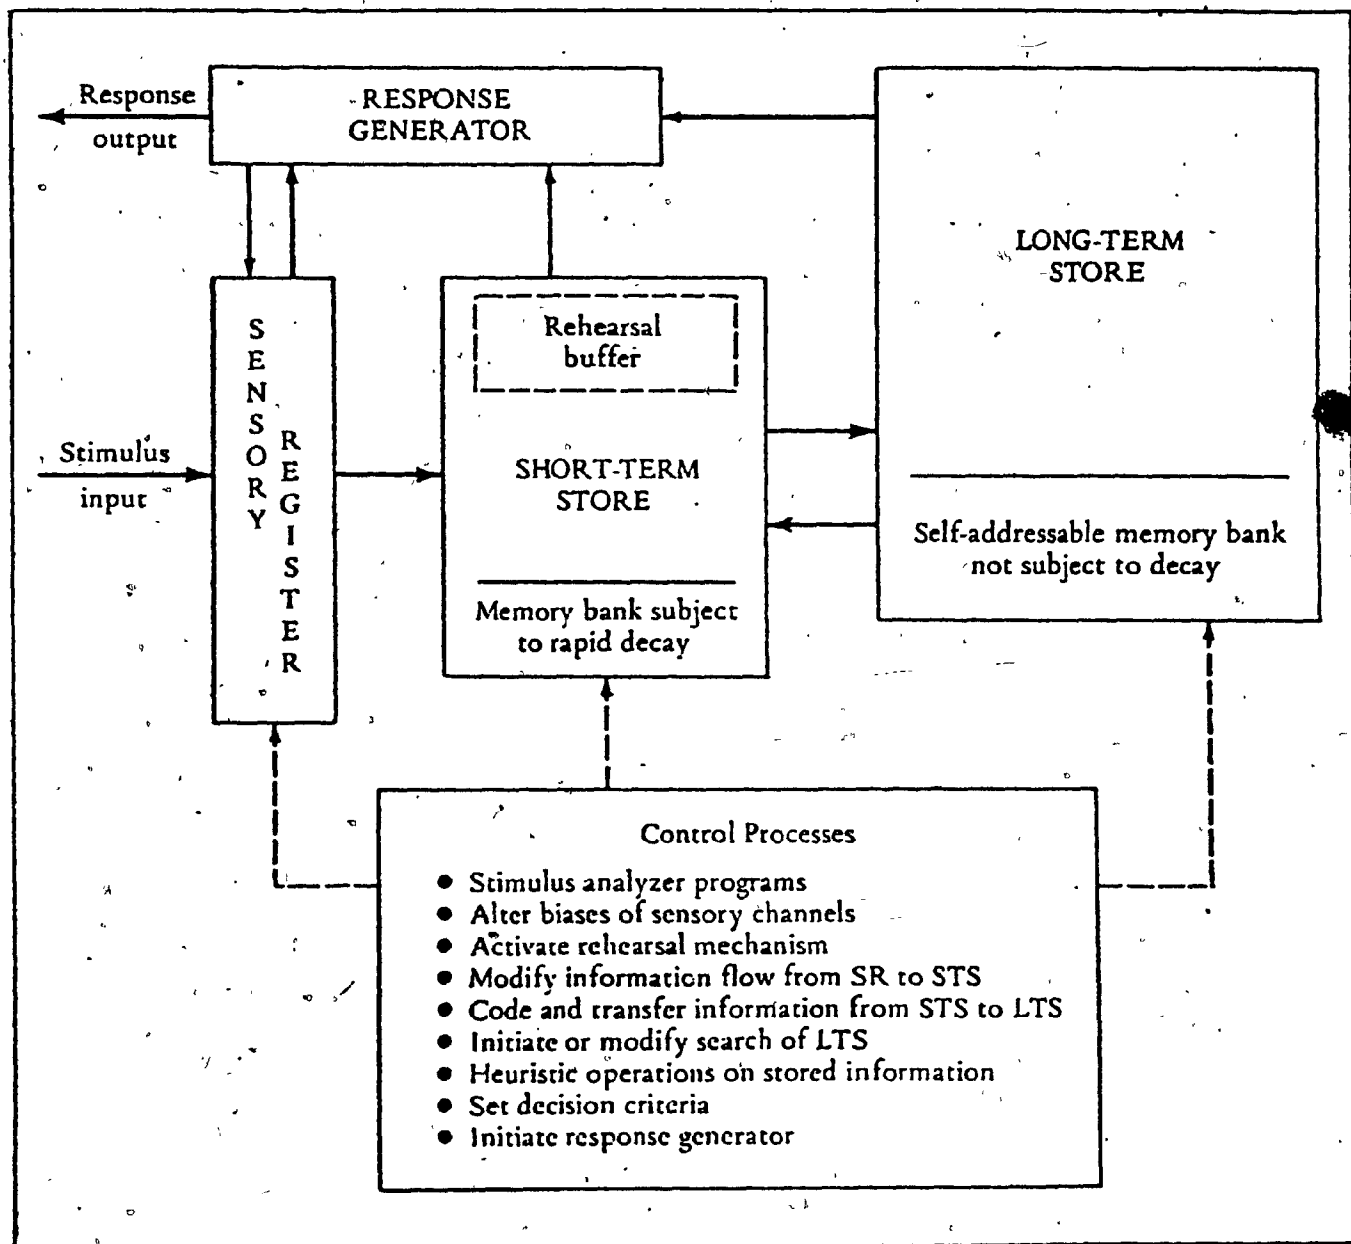 Response
output
RESPONSE
GENERATOR
LONG-TERM
STORE
Self-addressable memory bank
not subject to decay
SENSORY
REGISTER
Stimulus
input
Rehearsal
buffer
SHORT-TERM
STORE
Memory bank subject
to rapid decay
Control Processes
● Stimulus analyzer programs
● Alter biases of sensory channels
● Activate rehearsal mechanism
● Modify information flow from SR to STS
● Code and transfer information from STS to LTS
● Initiate or modify search of LTS
● Heuristic operations on stored information
● Set decision criteria
● Initiate response generator